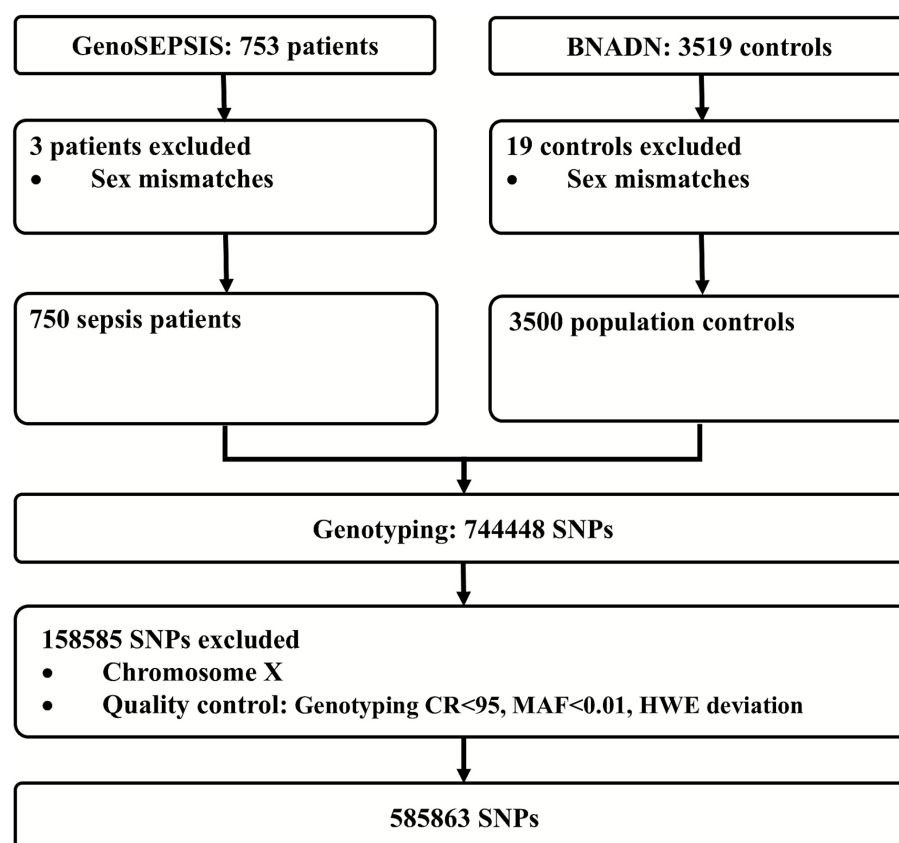 GenoSEPSIS: 753 patients
BNADN: 3519 controls
3 patients excluded
• Sex mismatches
19 controls excluded
• Sex mismatches
750 sepsis patients
3500 population controls
Genotyping: 744448 SNPs
158585 SNPs excluded
• Chromosome X
• Quality control: Genotyping CR<95, MAF<0.01, HWE deviation
585863 SNPs